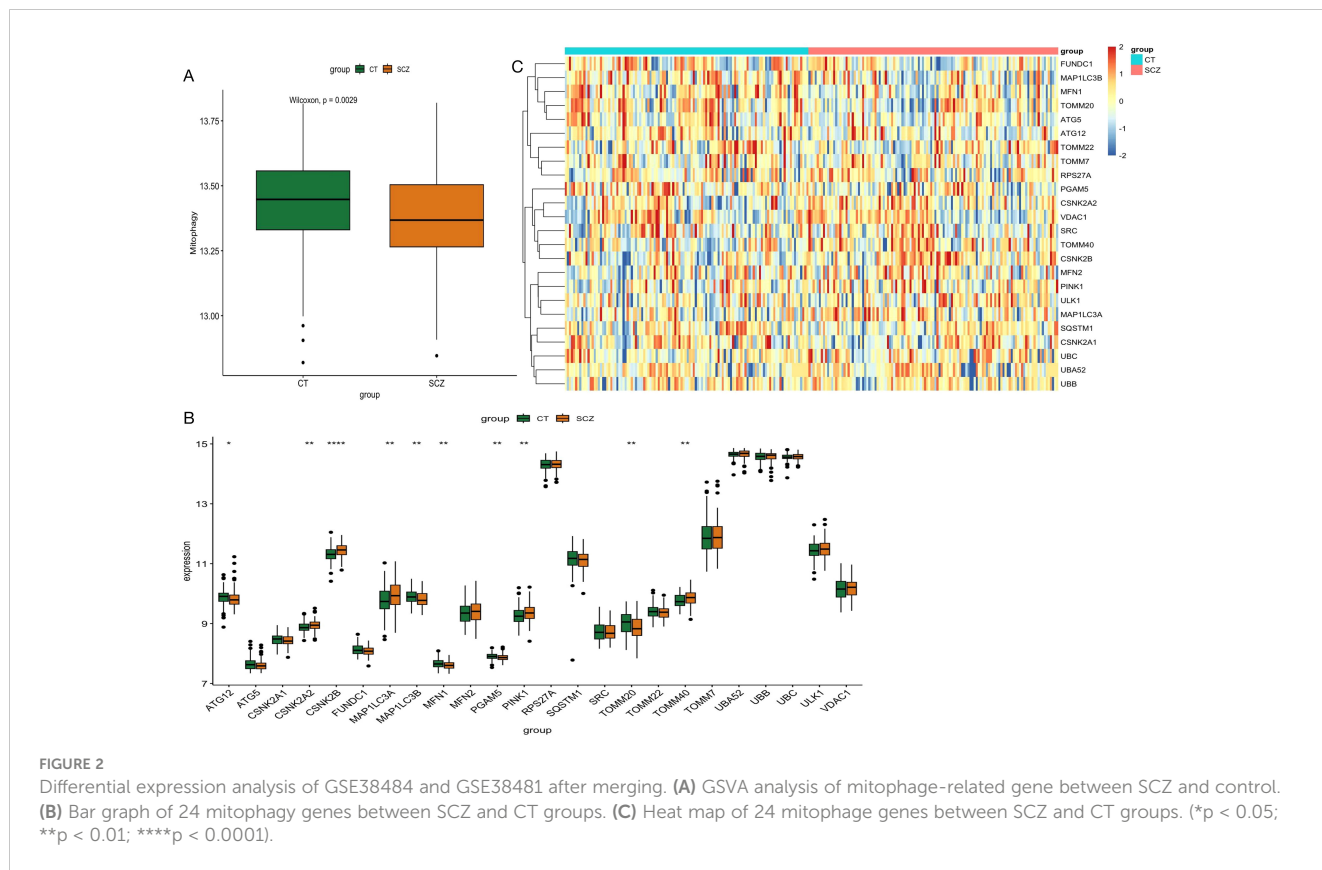 A
group CT SCZ
Wilcoxon, p = 0.0029
13.75
13.50
13.25
13.00
Mitophagy
CT SCZ
group
C
group
FUNDC1
MAP1LC3B
MFN1
TOMM20
ATG5
ATG12
TOMM22
TOMM7
RPS27A
PGAM5
CSNK2A2
VDAC1
SRC
TOMM40
CSNK2B
MFN2
PINK1
ULK1
MAP1LC3A
SQSTM1
CSNK2A1
UBC
UBA52
UBB
2
1
0
-1
-2
group
CT
SCZ
B
group CT SCZ
* ** **** ** ** ** ** ** ** **
15
13
11
9
7
expression
ATG12 ATG5 CSNK2A1 CSNK2A2 CSNK2B FUNDC1 MAP1LC3A MAP1LC3B MFN1 MFN2 PGAM5 PINK1 RPS27A SQSTM1 SRC TOMM20 TOMM22 TOMM40 TOMM7 UBA52 UBB UBC ULK1 VDAC1
group
FIGURE 2
Differential expression analysis of GSE38484 and GSE38481 after merging. (A) GSVA analysis of mitophage-related gene between SCZ and control.
(B) Bar graph of 24 mitophagy genes between SCZ and CT groups. (C) Heat map of 24 mitophage genes between SCZ and CT groups. (*p < 0.05;
**p < 0.01; ****p < 0.0001).